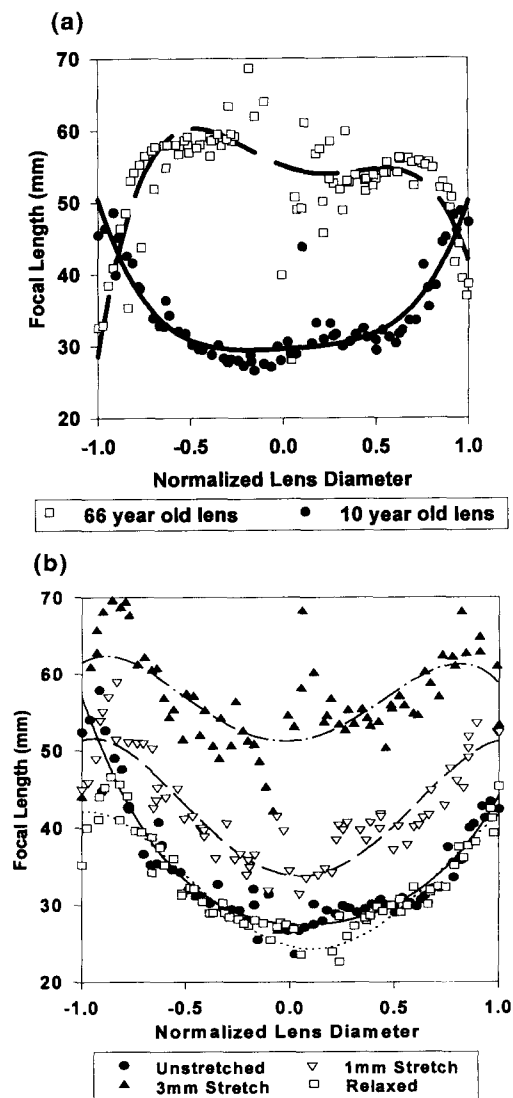 (a)
70
60
50
40
30
20
Focal Length (mm)
-1.0 -0.5 0.0 0.5 1.0
Normalized Lens Diameter
66 year old lens 10 year old lens
(b)
70
60
50
40
30
20
Focal Length (mm)
-1.0 -0.5 0.0 0.5 1.0
Normalized Lens Diameter
Unstretched 1mm Stretch
3mm Stretch Relaxed